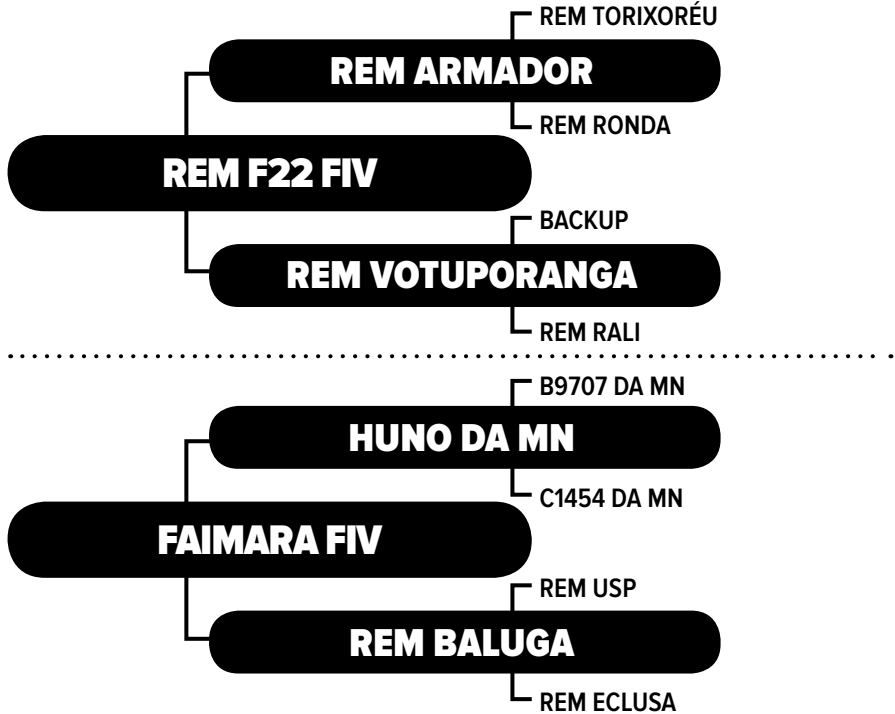 REM TORIXORÉU
REM ARMADOR
REM RONDA
REM F22 FIV
BACKUP
REM VOTUPORANGA
REM RALI
B9707 DA MN
HUNO DA MN
C1454 DA MN
FAIMARA FIV
REM USP
REM BALUGA
REM ECLUSA